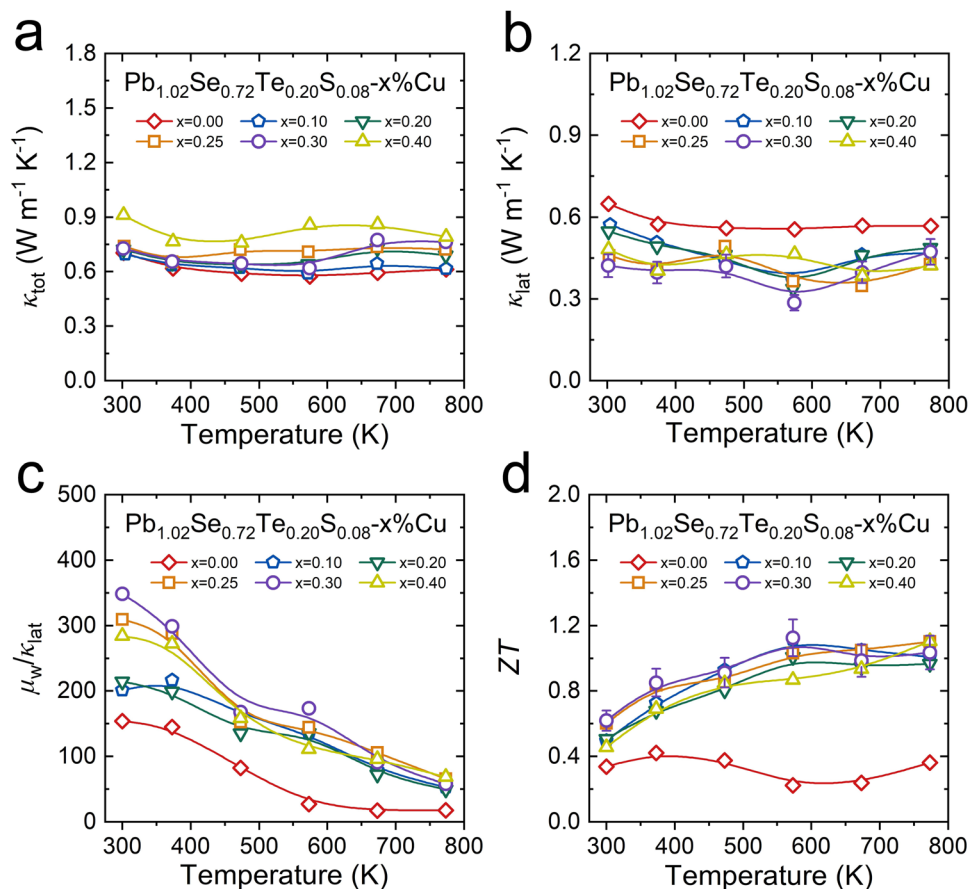 a
Pb1.02Se0.72Te0.20S0.08-x%Cu
x=0.00 x=0.10 x=0.20
x=0.25 x=0.30 x=0.40
κtot (W m⁻¹ K⁻¹)
1.8
1.5
1.2
0.9
0.6
0.3
0.0
300 400 500 600 700 800
Temperature (K)
b
Pb1.02Se0.72Te0.20S0.08-x%Cu
x=0.00 x=0.10 x=0.20
x=0.25 x=0.30 x=0.40
κlat (W m⁻¹ K⁻¹)
1.2
0.9
0.6
0.3
0.0
300 400 500 600 700 800
Temperature (K)
c
Pb1.02Se0.72Te0.20S0.08-x%Cu
x=0.00 x=0.10 x=0.20
x=0.25 x=0.30 x=0.40
μw/κlat
500
400
300
200
100
0
300 400 500 600 700 800
Temperature (K)
d
Pb1.02Se0.72Te0.20S0.08-x%Cu
x=0.00 x=0.10 x=0.20
x=0.25 x=0.30 x=0.40
ZT
2.0
1.6
1.2
0.8
0.4
0.0
300 400 500 600 700 800
Temperature (K)